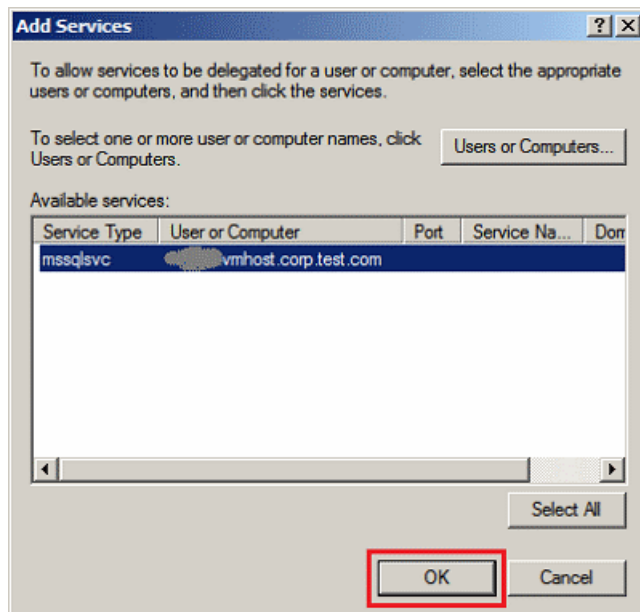 Add Services
To allow services to be delegated for a user or computer, select the appropriate
users or computers, and then click the services.
To select one or more user or computer names, click
Users or Computers.
Users or Computers...
Available services:
Service Type User or Computer Port Service Na... Dom
mssqlsvc vmhost.corp.test.com
Select All
OK Cancel